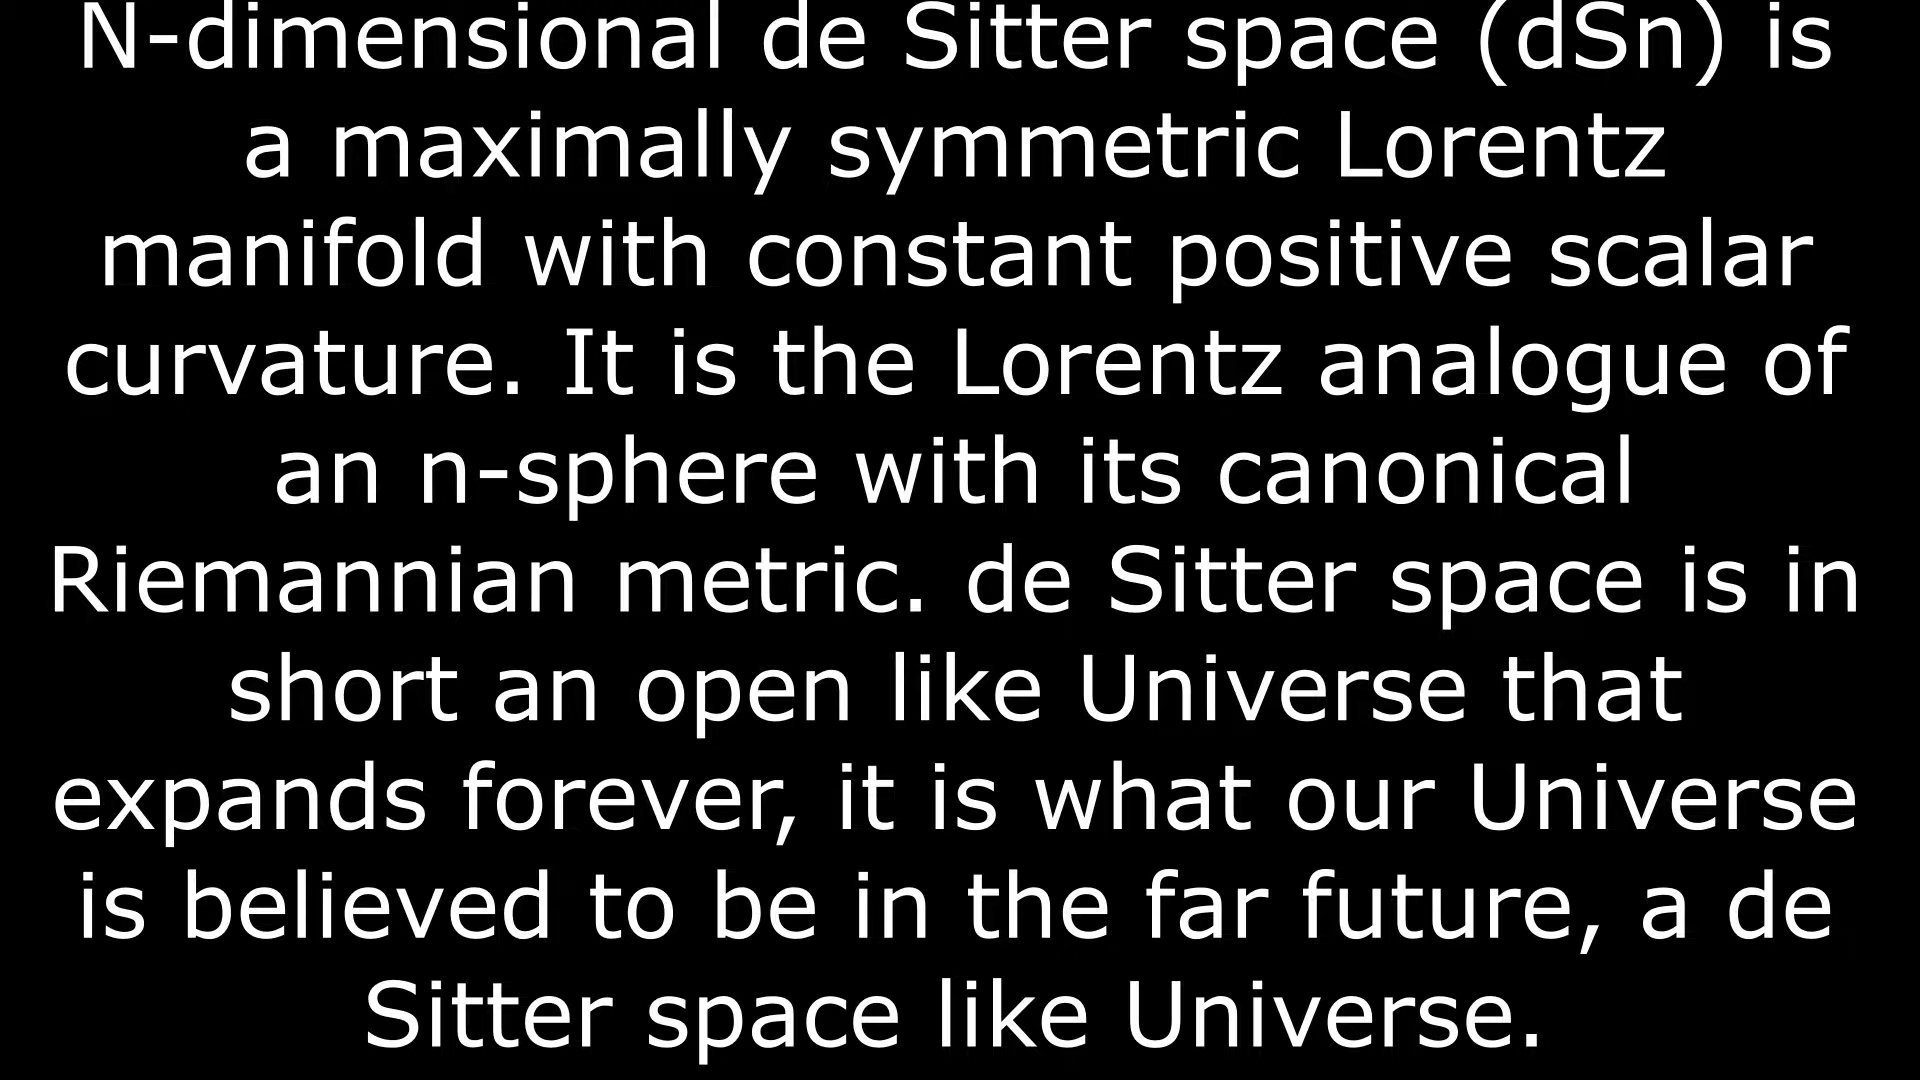 N-dimensional de Sitter space (dSn) is
a maximally symmetric Lorentz
manifold with constant positive scalar
curvature. It is the Lorentz analogue of
an n-sphere with its canonical
Riemannian metric. de Sitter space is in
short an open like Universe that
expands forever, it is what our Universe
is believed to be in the far future, a de
Sitter space like Universe.